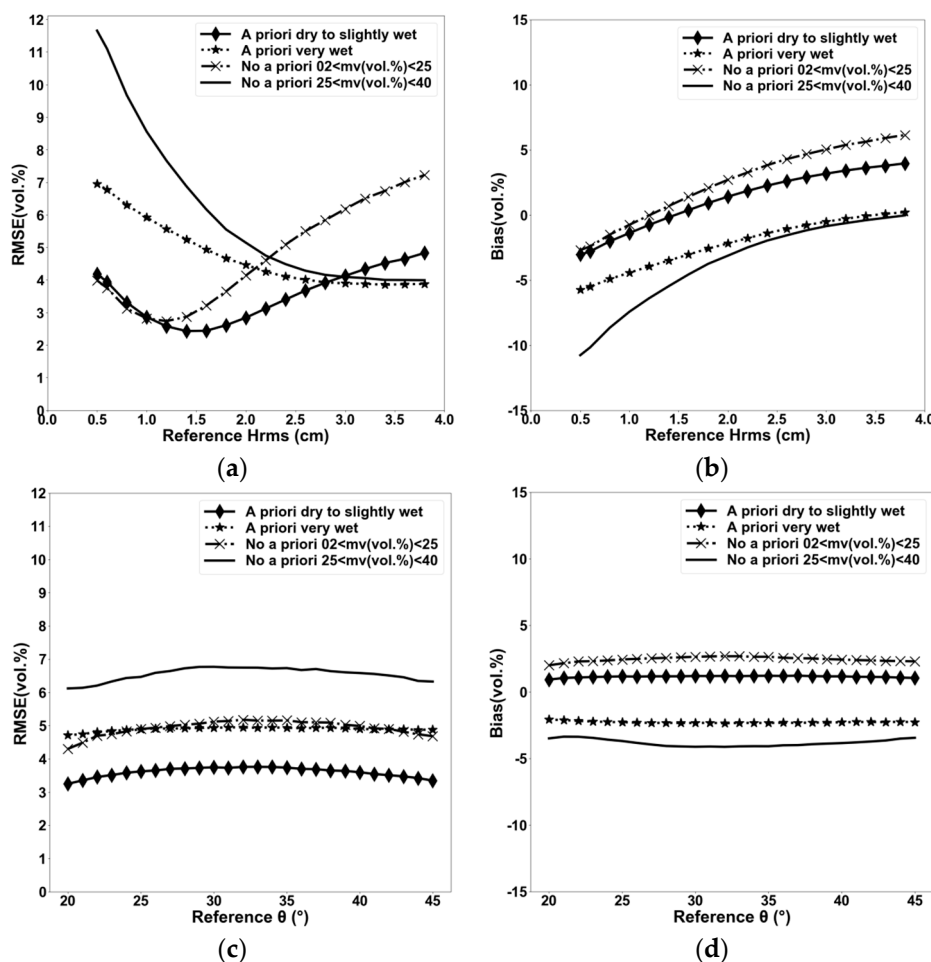 12
11
10
9
8
7
6
5
4
3
2
1
0
RMSE(vol.%)
A priori dry to slightly wet
A priori very wet
No a priori 02<mv(vol.%)<25
No a priori 25<mv(vol.%)<40
0.0 0.5 1.0 1.5 2.0 2.5 3.0 3.5 4.0
Reference Hrms (cm)
(a)
15
10
5
0
-5
-10
-15
Bias(vol.%)
A priori dry to slightly wet
A priori very wet
No a priori 02<mv(vol.%)<25
No a priori 25<mv(vol.%)<40
0.0 0.5 1.0 1.5 2.0 2.5 3.0 3.5 4.0
Reference Hrms (cm)
(b)
12
11
10
9
8
7
6
5
4
3
2
1
0
RMSE(vol.%)
A priori dry to slightly wet
A priori very wet
No a priori 02<mv(vol.%)<25
No a priori 25<mv(vol.%)<40
20 25 30 35 40 45
Reference θ (°)
(c)
15
10
5
0
-5
-10
-15
Bias(vol.%)
A priori dry to slightly wet
A priori very wet
No a priori 02<mv(vol.%)<25
No a priori 25<mv(vol.%)<40
20 25 30 35 40 45
Reference θ (°)
(d)